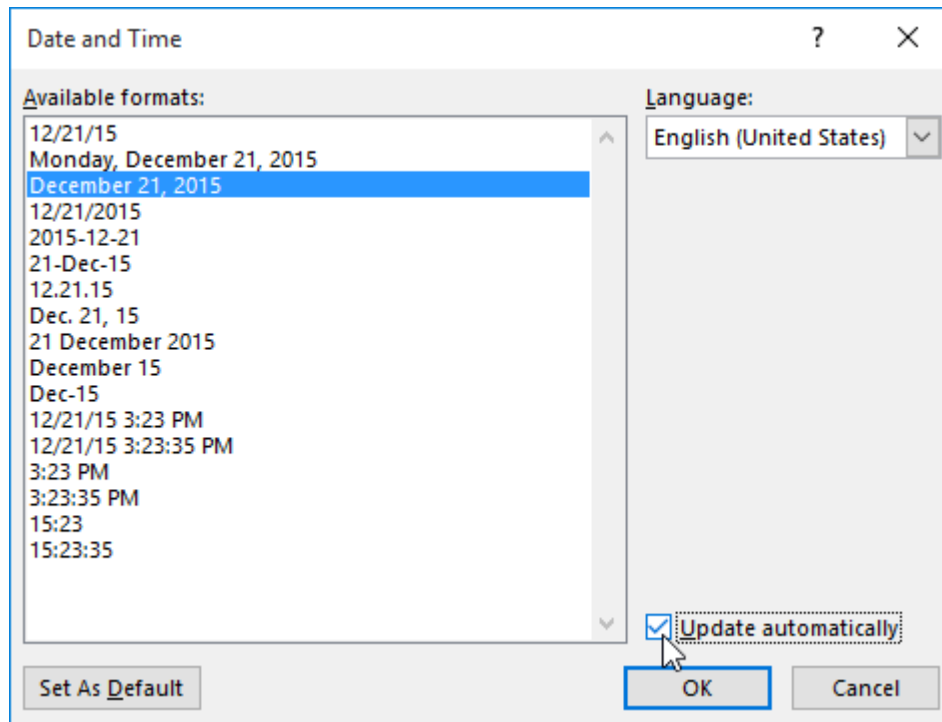 Date and Time
?
Available formats:
Language:
12/21/15
Monday, December 21, 2015
December 21, 2015
12/21/2015
2015-12-21
21-Dec-15
12.21.15
Dec. 21, 15
21 December 2015
December 15
Dec-15
12/21/15 3:23 PM
12/21/15 3:23:35 PM
3:23 PM
3:23:35 PM
15:23
15:23:35
English (United States)
Update automatically
Set As Default
OK
Cancel